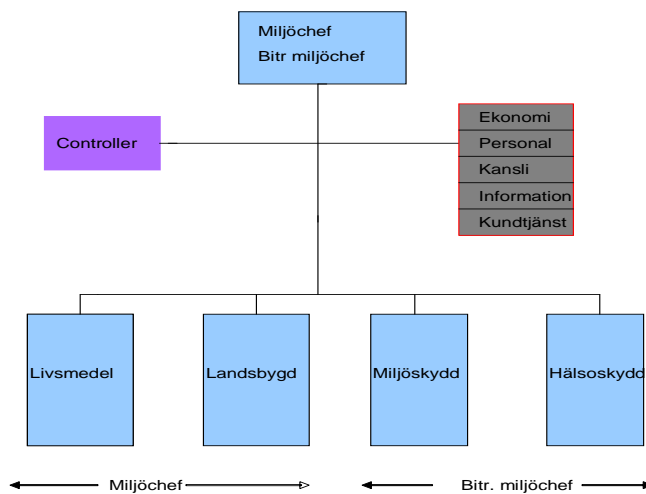 Miljöchef
Bitr miljöchef
Controller
Ekonomi
Personal
Kansli
Information
Kundtjänst
Livsmedel
Landsbygd
Miljöskydd
Hälsoskydd
Miljöchef
Bitr. miljöchef